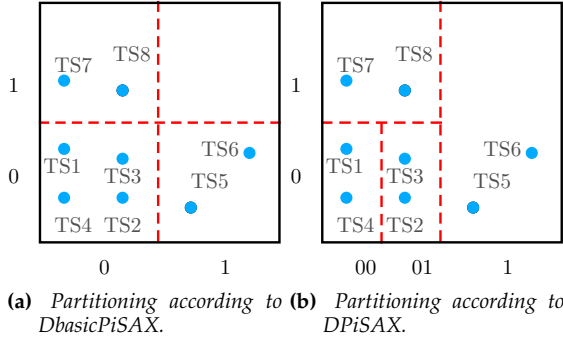 TS7
TS8
1
TS6
TS1
TS3
0
TS5
TS4
TS2
0
1
(a) Partitioning according to
DbasicPiSAX.
TS7
TS8
1
TS6
TS1
TS3
0
TS5
TS4
TS2
00
01
1
(b) Partitioning according to
DPiSAX.